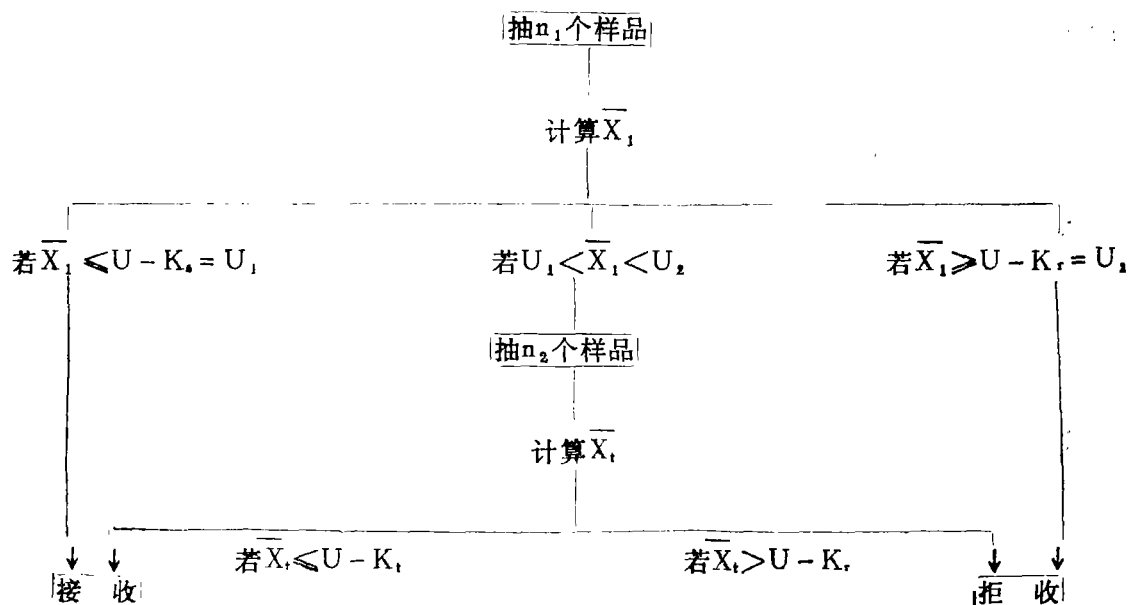 抽n₁个样品
计算X̄₁
若X̄₁≤U-Kₐ=U₁
若U₁<X̄₁<U₂
若X̄₁≥U-Kᵣ=U₂
抽n₂个样品
计算X̄ₜ
若X̄ₜ≤U-Kₜ
若X̄ₜ>U-Kᵣ
接 收
拒 收